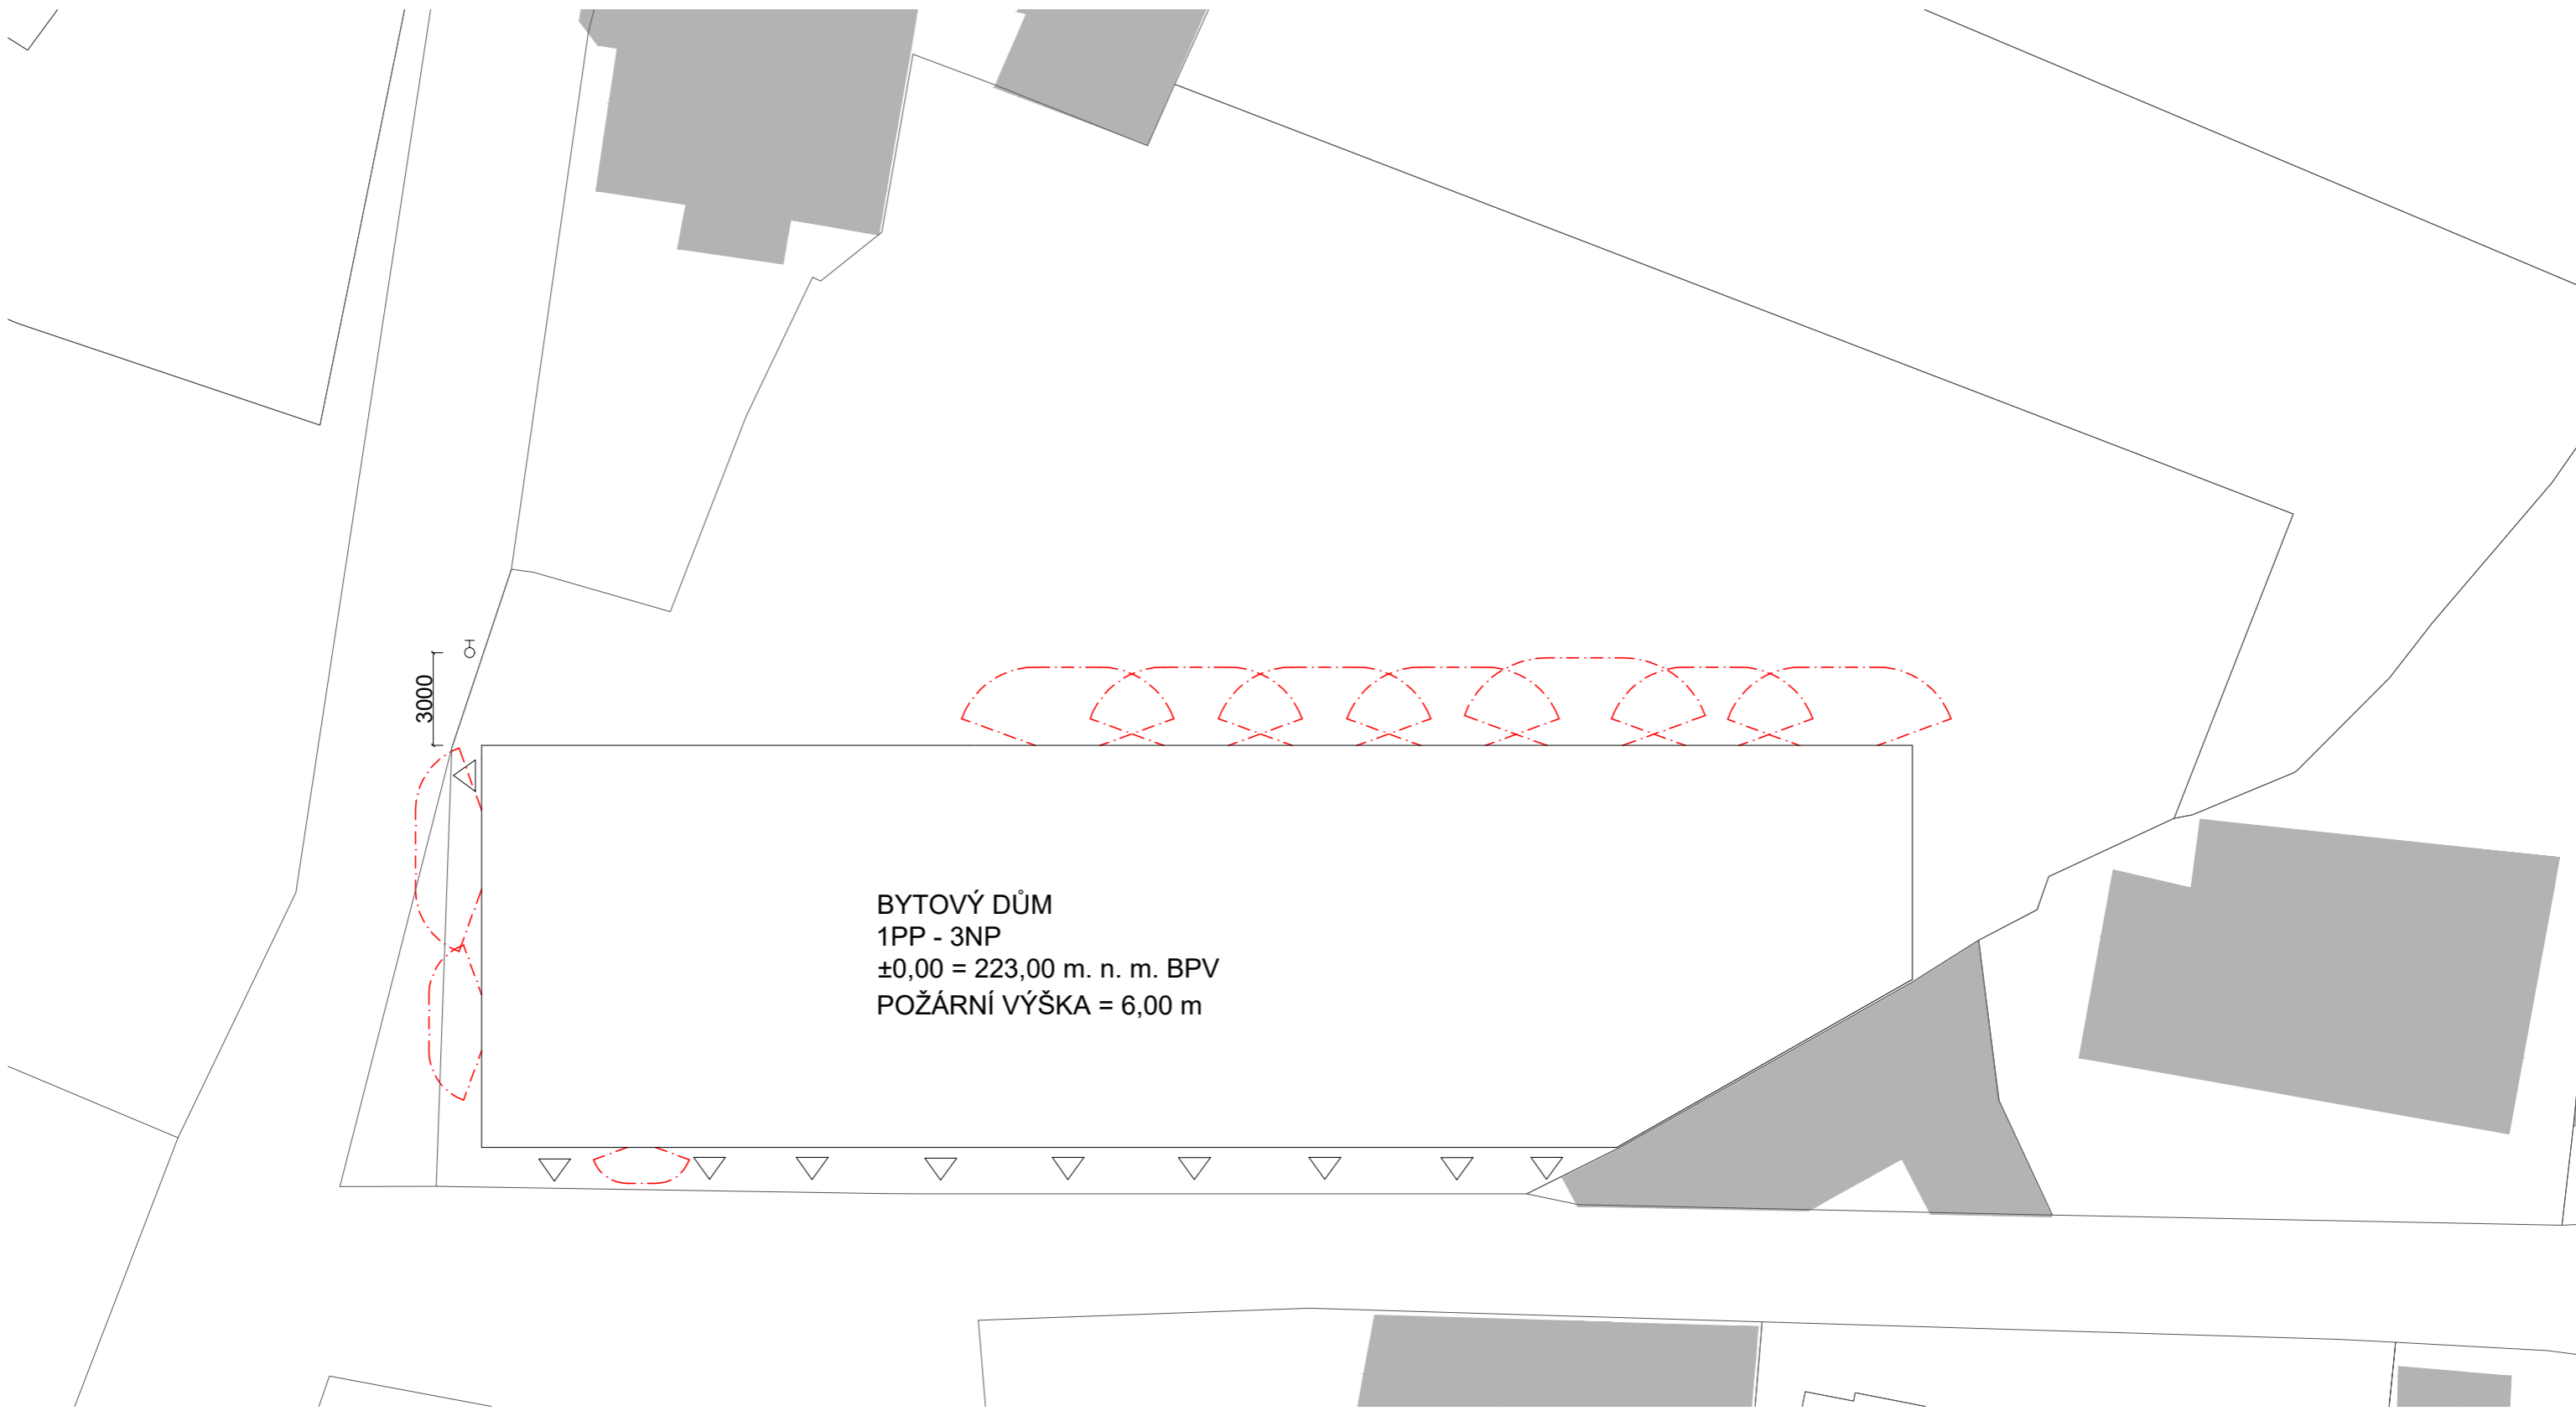 3000
BYTOVÝ DŮM
1PP - 3NP
±0,00 = 223,00 m. n. m. BPV
POŽÁRNÍ VÝŠKA = 6,00 m